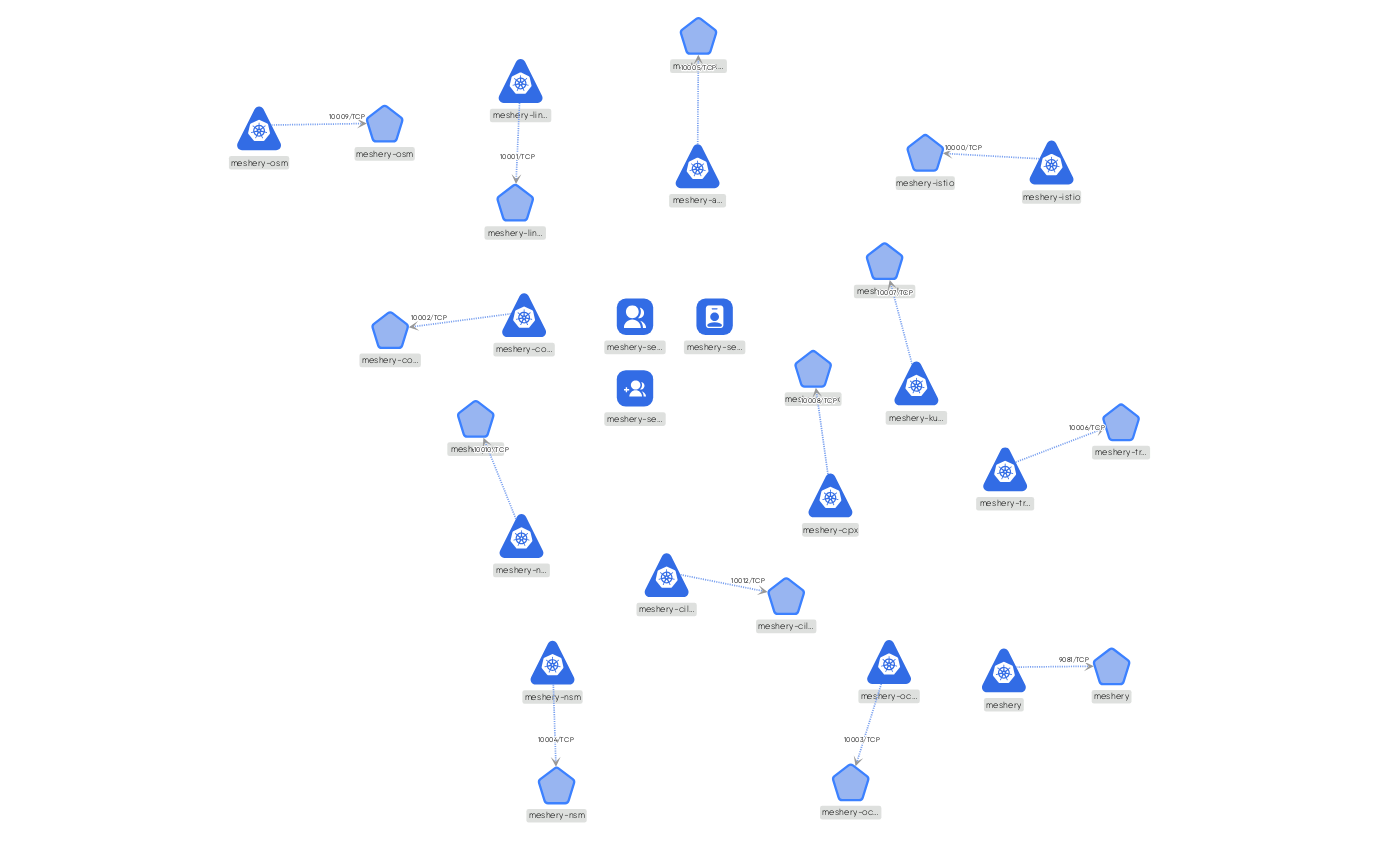 10005/TCP
meshery-lin...
10009/TCP
meshery-osm
meshery-osm
10001/TCP
10000/TCP
meshery-istio
meshery-istio
meshery-a...
meshery-lin...
10007/TCP
10002/TCP
meshery-co...
meshery-co...
meshery-se...
meshery-se...
10008/TCP
meshery-se...
meshery-ku...
10006/TCP
meshery-tr...
10010/TCP
meshery-tr...
meshery-cpx
meshery-n...
10012/TCP
meshery-cil...
meshery-cil...
9081/TCP
meshery-nsm
meshery-oc...
meshery
meshery
10004/TCP
10003/TCP
meshery-nsm
meshery-oc...